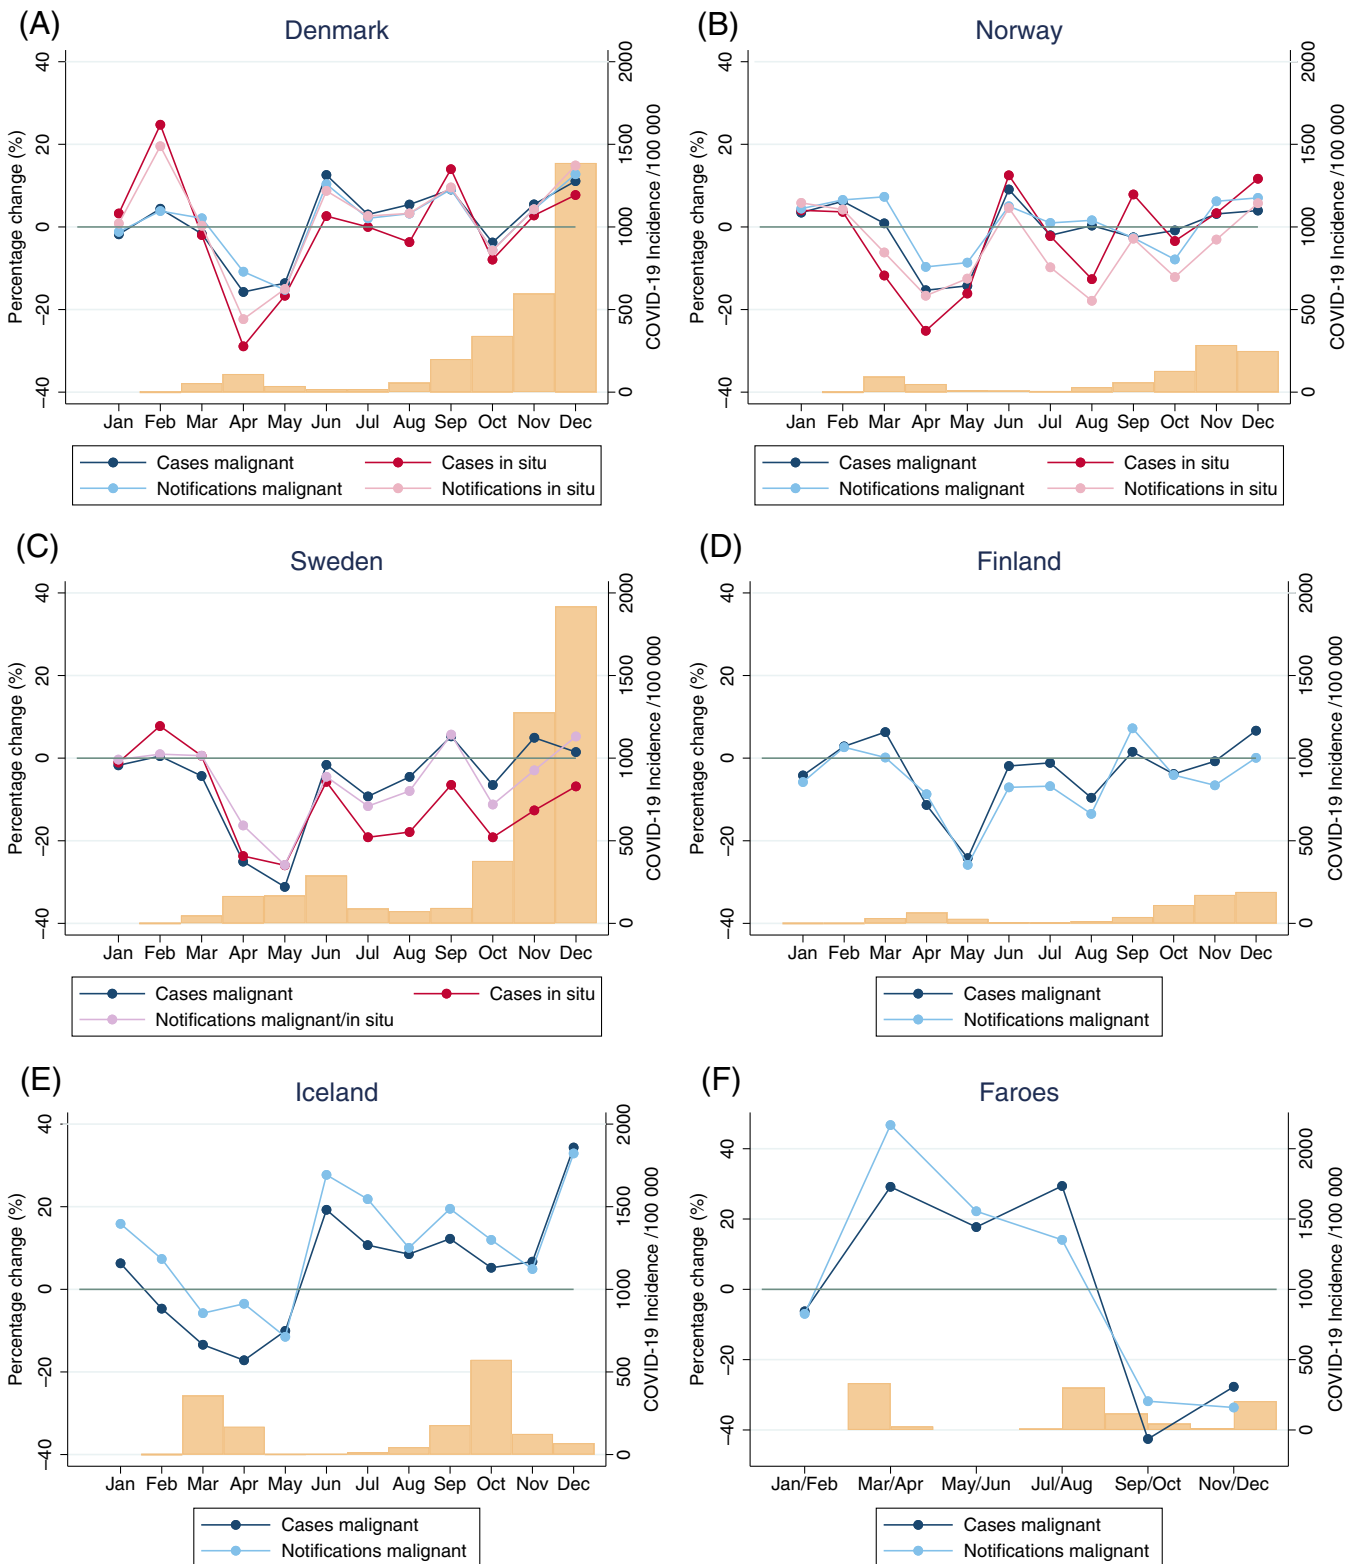 (A)
Denmark
Percentage change (%)
40
20
0
−20
−40
COVID-19 Incidence /100 000
2000
1500
1000
500
0
Jan Feb Mar Apr May Jun Jul Aug Sep Oct Nov Dec
Cases malignant
Cases in situ
Notifications malignant
Notifications in situ
(B)
Norway
Percentage change (%)
40
20
0
−20
−40
COVID-19 Incidence /100 000
2000
1500
1000
500
0
Jan Feb Mar Apr May Jun Jul Aug Sep Oct Nov Dec
Cases malignant
Cases in situ
Notifications malignant
Notifications in situ
(C)
Sweden
Percentage change (%)
40
20
0
−20
−40
COVID-19 Incidence /100 000
2000
1500
1000
500
0
Jan Feb Mar Apr May Jun Jul Aug Sep Oct Nov Dec
Cases malignant
Cases in situ
Notifications malignant/in situ
(D)
Finland
Percentage change (%)
40
20
0
−20
−40
COVID-19 Incidence /100 000
2000
1500
1000
500
0
Jan Feb Mar Apr May Jun Jul Aug Sep Oct Nov Dec
Cases malignant
Notifications malignant
(E)
Iceland
Percentage change (%)
40
20
0
−20
−40
COVID-19 Incidence /100 000
2000
1500
1000
500
0
Jan Feb Mar Apr May Jun Jul Aug Sep Oct Nov Dec
Cases malignant
Notifications malignant
(F)
Faroes
Percentage change (%)
40
20
0
−20
−40
COVID-19 Incidence /100 000
2000
1500
1000
500
0
Jan/Feb Mar/Apr May/Jun Jul/Aug Sep/Oct Nov/Dec
Cases malignant
Notifications malignant